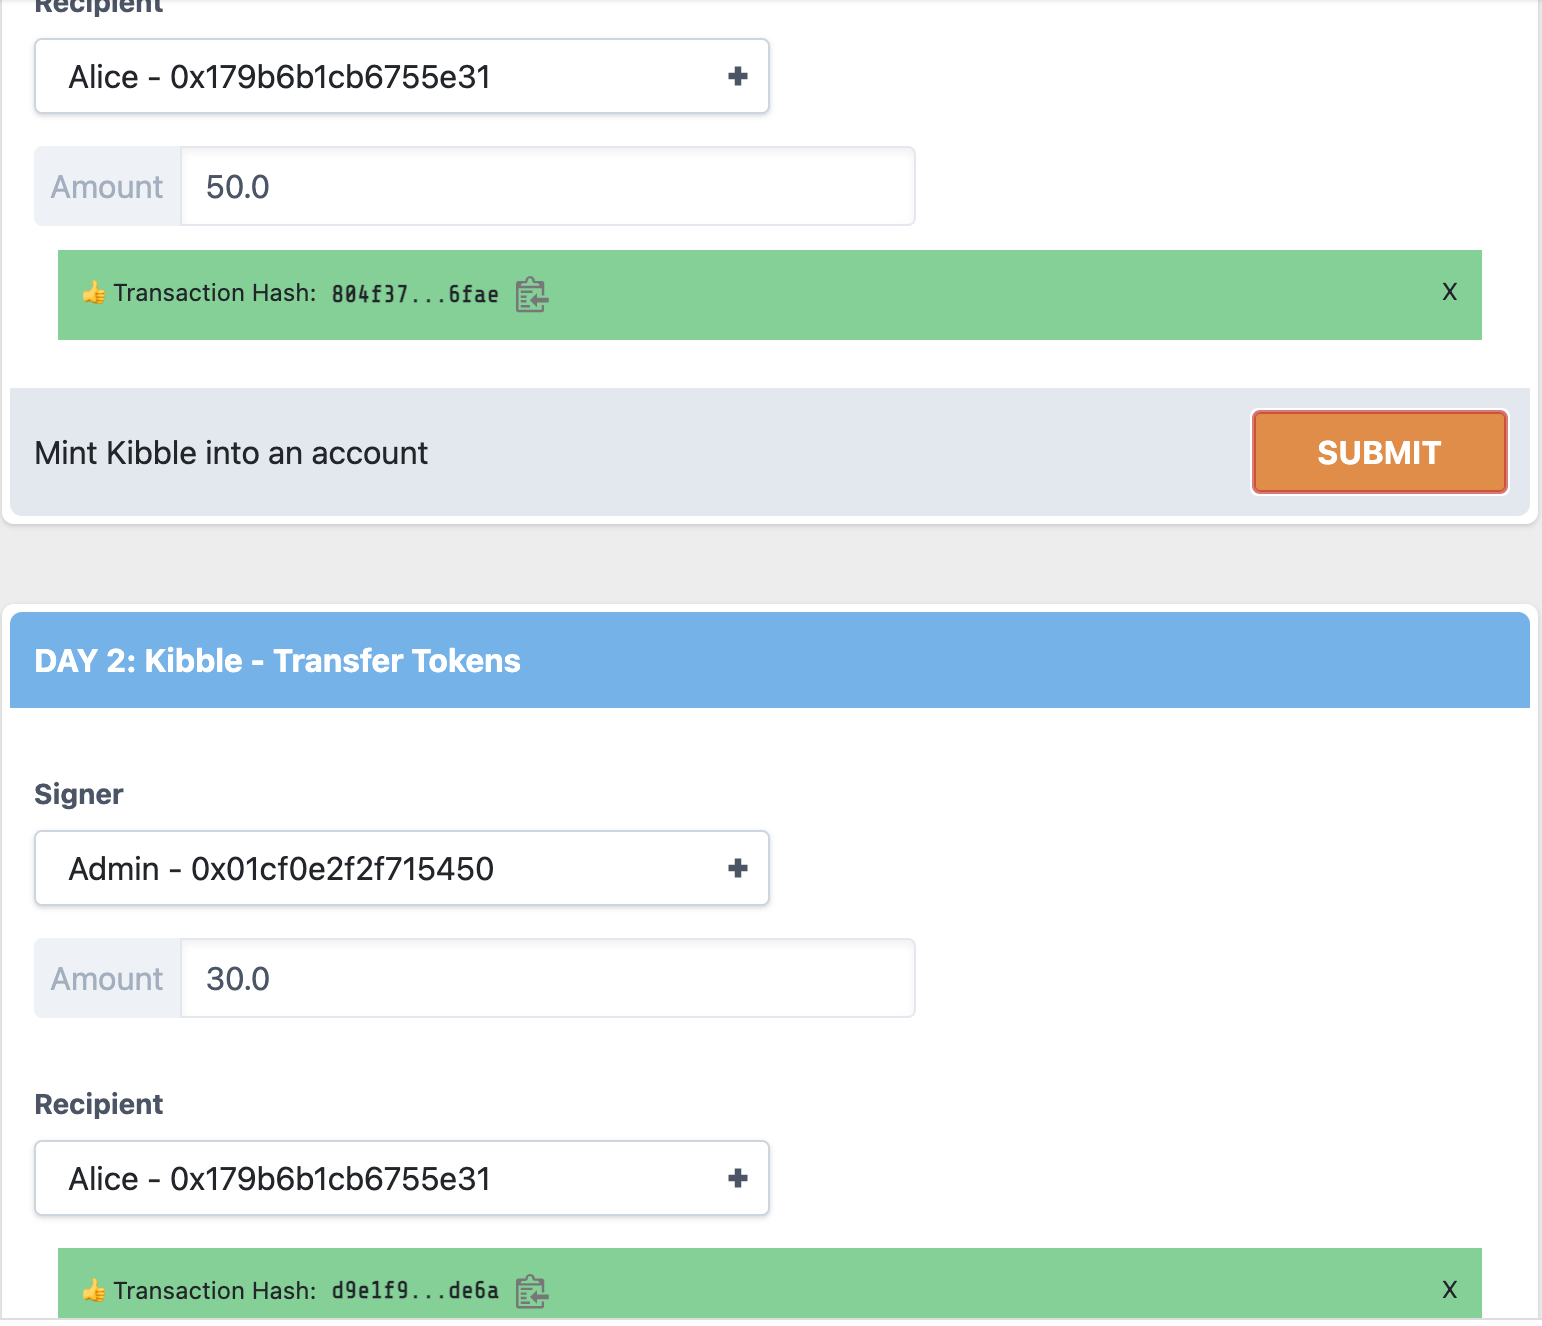 Recipient
Alice - 0x179b6b1cb6755e31
Amount 50.0
Transaction Hash: 804f37...6fae X
Mint Kibble into an account SUBMIT
DAY 2: Kibble - Transfer Tokens
Signer
Admin - 0x01cf0e2f2f715450
Amount 30.0
Recipient
Alice - 0x179b6b1cb6755e31
Transaction Hash: d9e1f9...de6a X